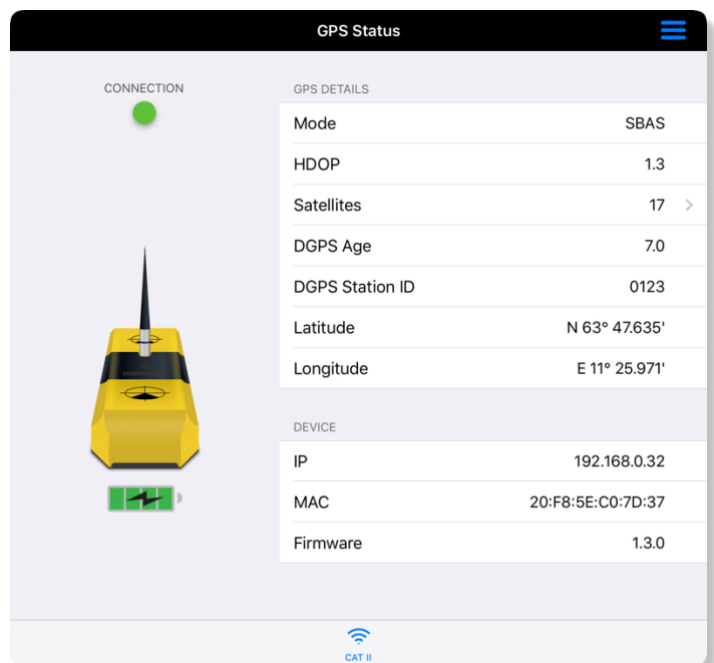 GPS Status
CONNECTION
GPS DETAILS
Mode SBAS
HDOP 1.3
Satellites 17
DGPS Age 7.0
DGPS Station ID 0123
Latitude N 63° 47.635'
Longitude E 11° 25.971'
DEVICE
IP 192.168.0.32
MAC 20:F8:5E:C0:7D:37
Firmware 1.3.0
CAT II